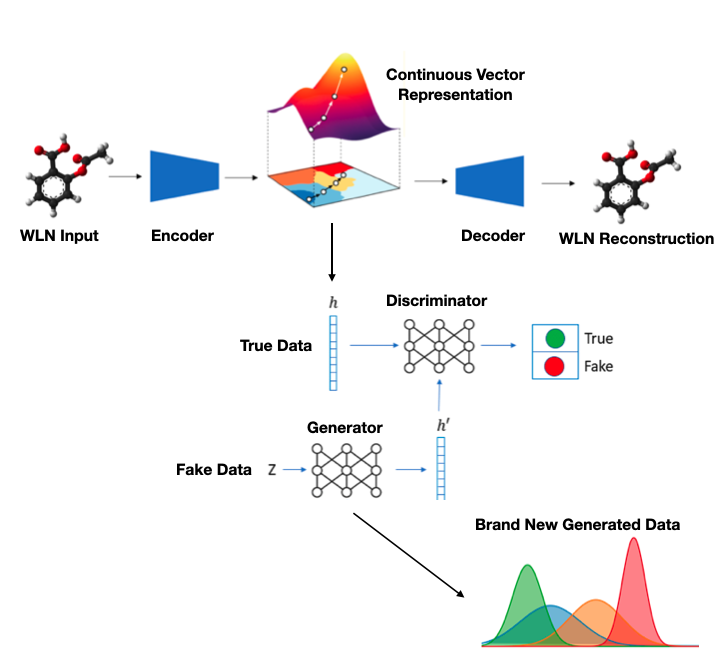 Continuous Vector
Representation
WLN Input
Encoder
Decoder
WLN Reconstruction
h
Discriminator
True Data
True
Fake
Generator
h′
Fake Data
Z
Brand New Generated Data